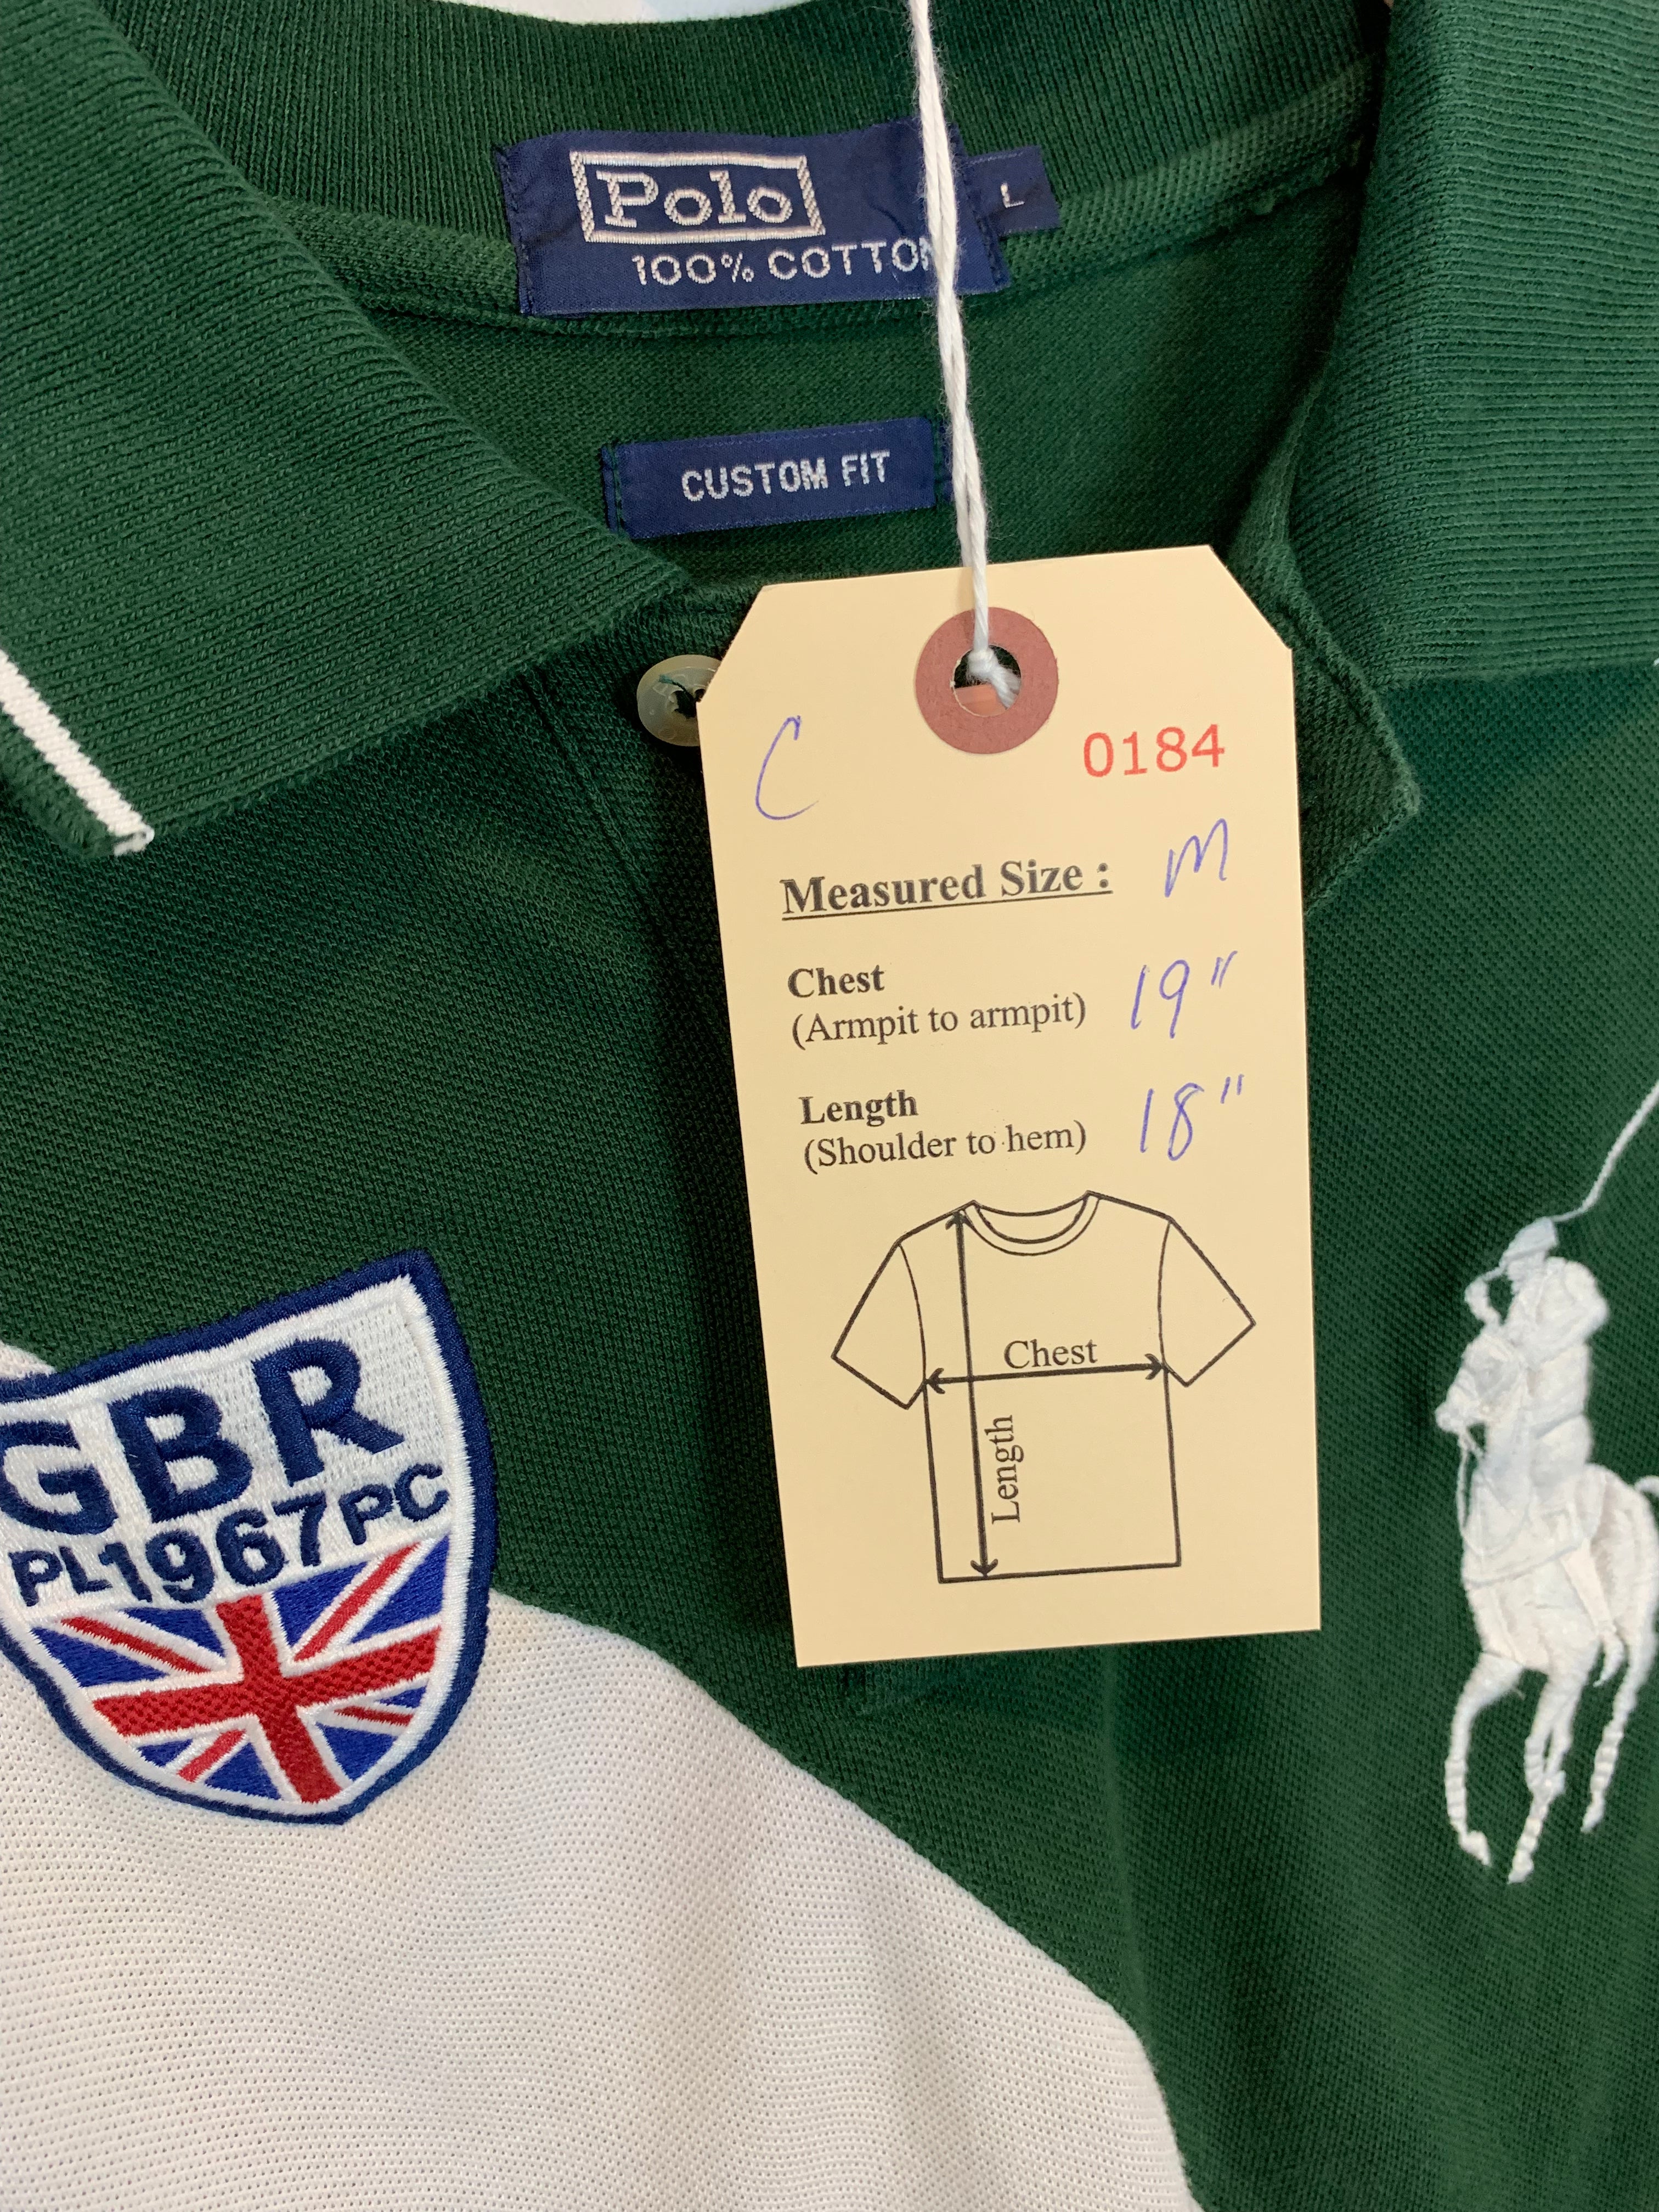 Polo
100% COTTON
L
CUSTOM FIT
C
0184
Measured Size : M
Chest
(Armpit to armpit) 19"
Length
(Shoulder to hem) 18"
Chest
Length
GBR
PL1967PC